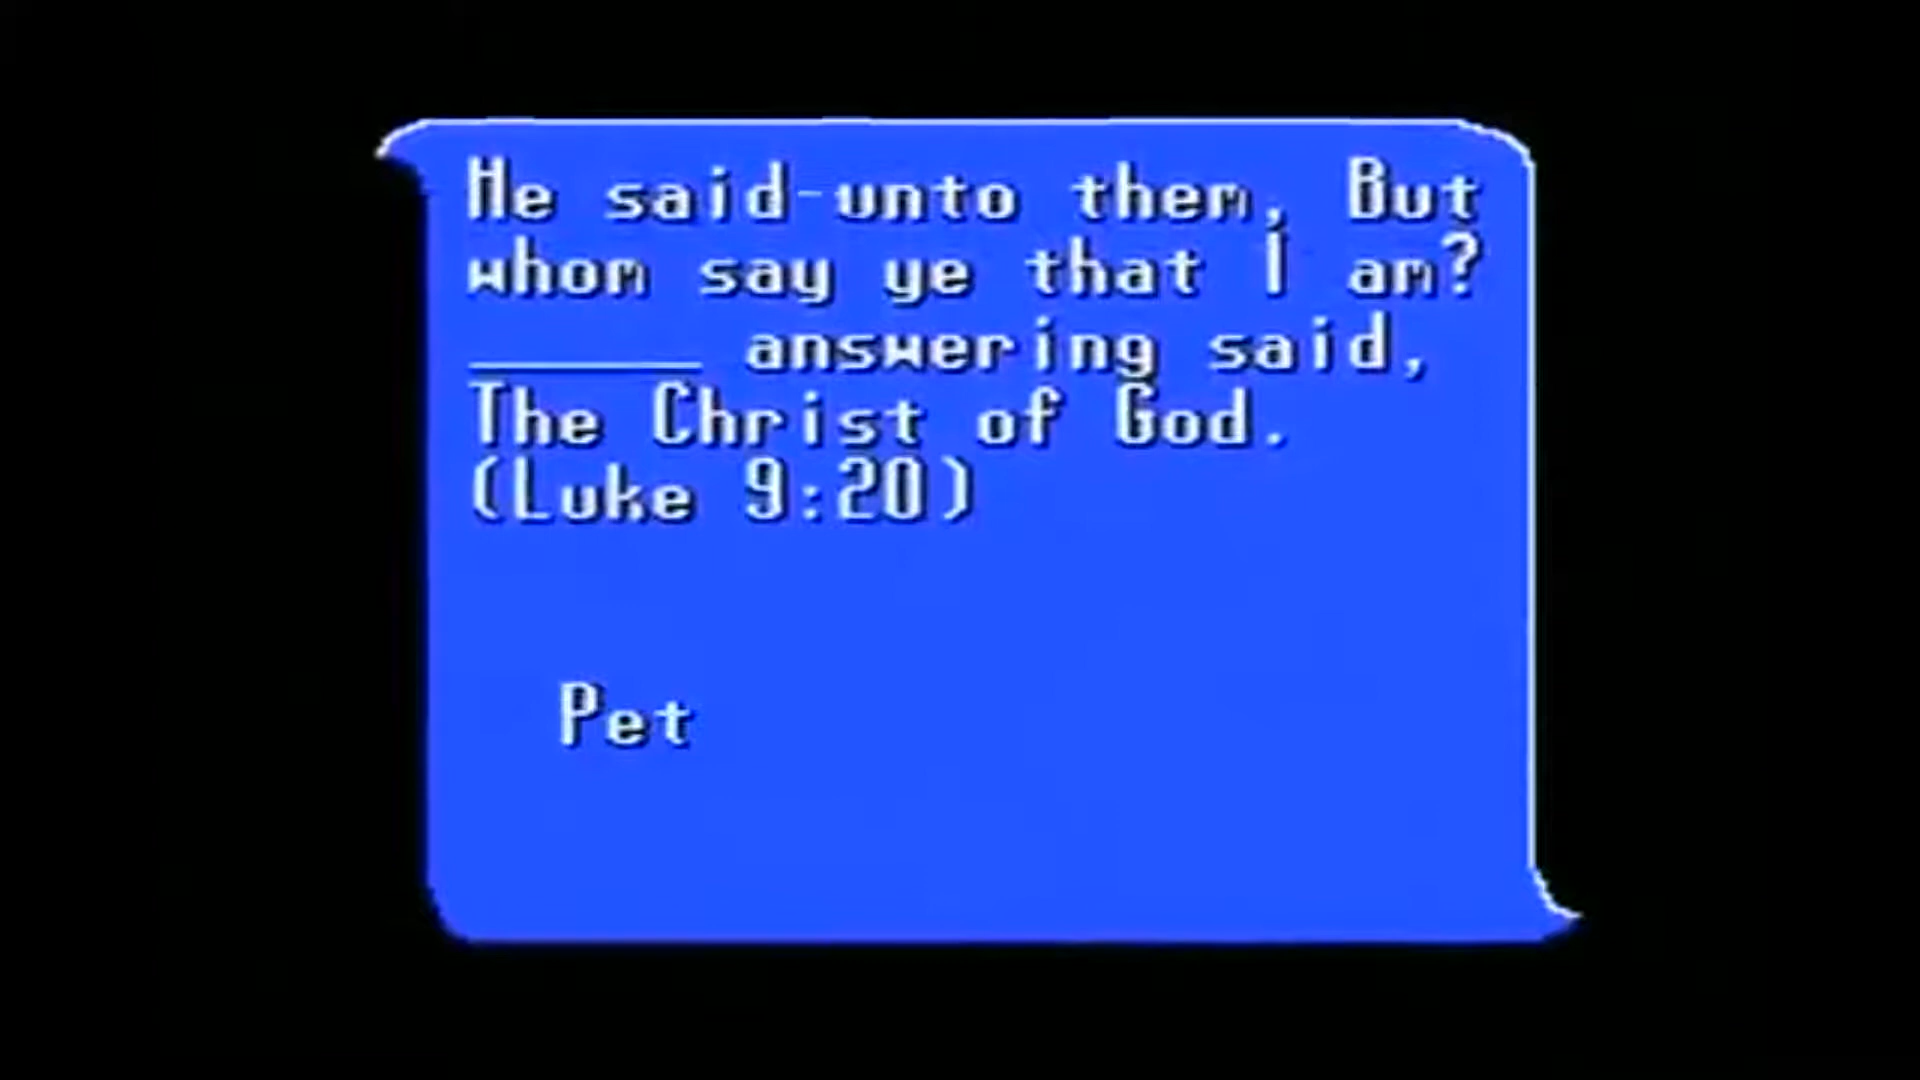 He said unto them, But
whom say ye that I am?
_____ answering said,
The Christ of God.
(Luke 9:20)
Pet